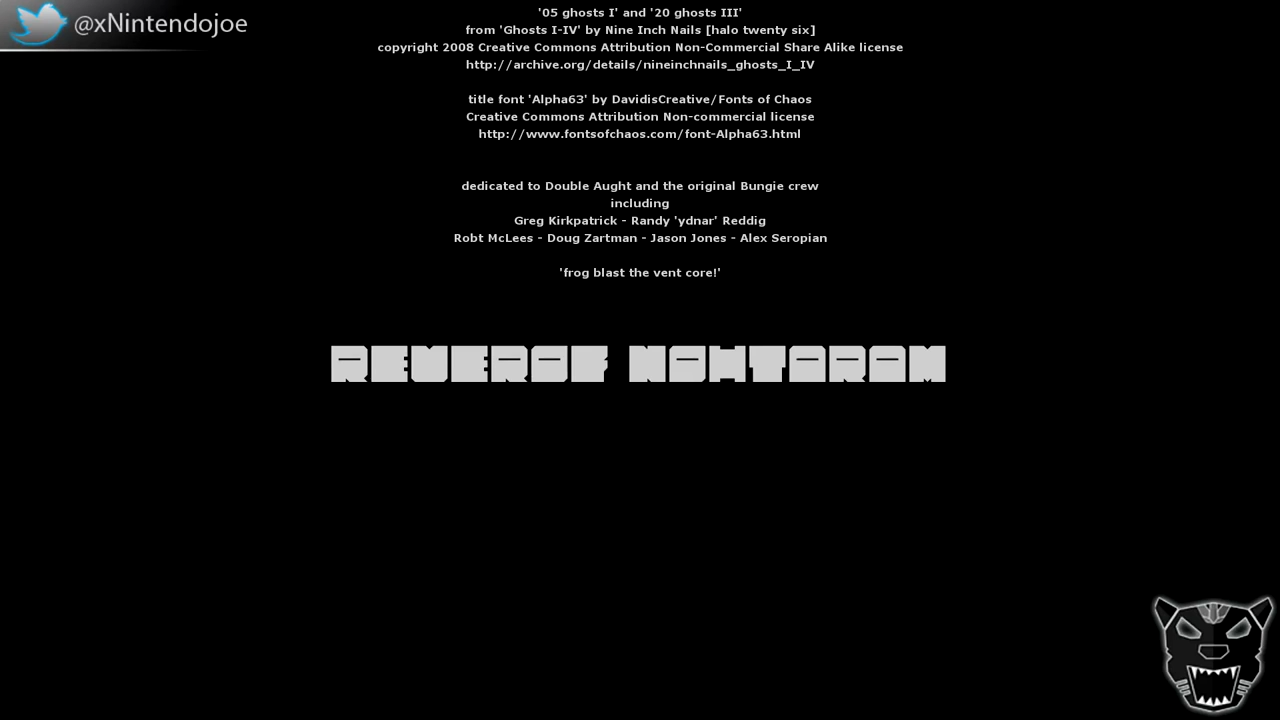 @xNintendojoe
'05 ghosts I' and '20 ghosts III'
from 'Ghosts I-IV' by Nine Inch Nails [halo twenty six]
copyright 2008 Creative Commons Attribution Non-Commercial Share Alike license
http://archive.org/details/nineinchnails_ghosts_I_IV
title font 'Alpha63' by DavidisCreative/Fonts of Chaos
Creative Commons Attribution Non-commercial license
http://www.fontsofchaos.com/font-Alpha63.html
dedicated to Double Aught and the original Bungie crew
including
Greg Kirkpatrick - Randy 'ydnar' Reddig
Robt McLees - Doug Zartman - Jason Jones - Alex Seropian
'frog blast the vent core!'
REVEROF NOHTARAM